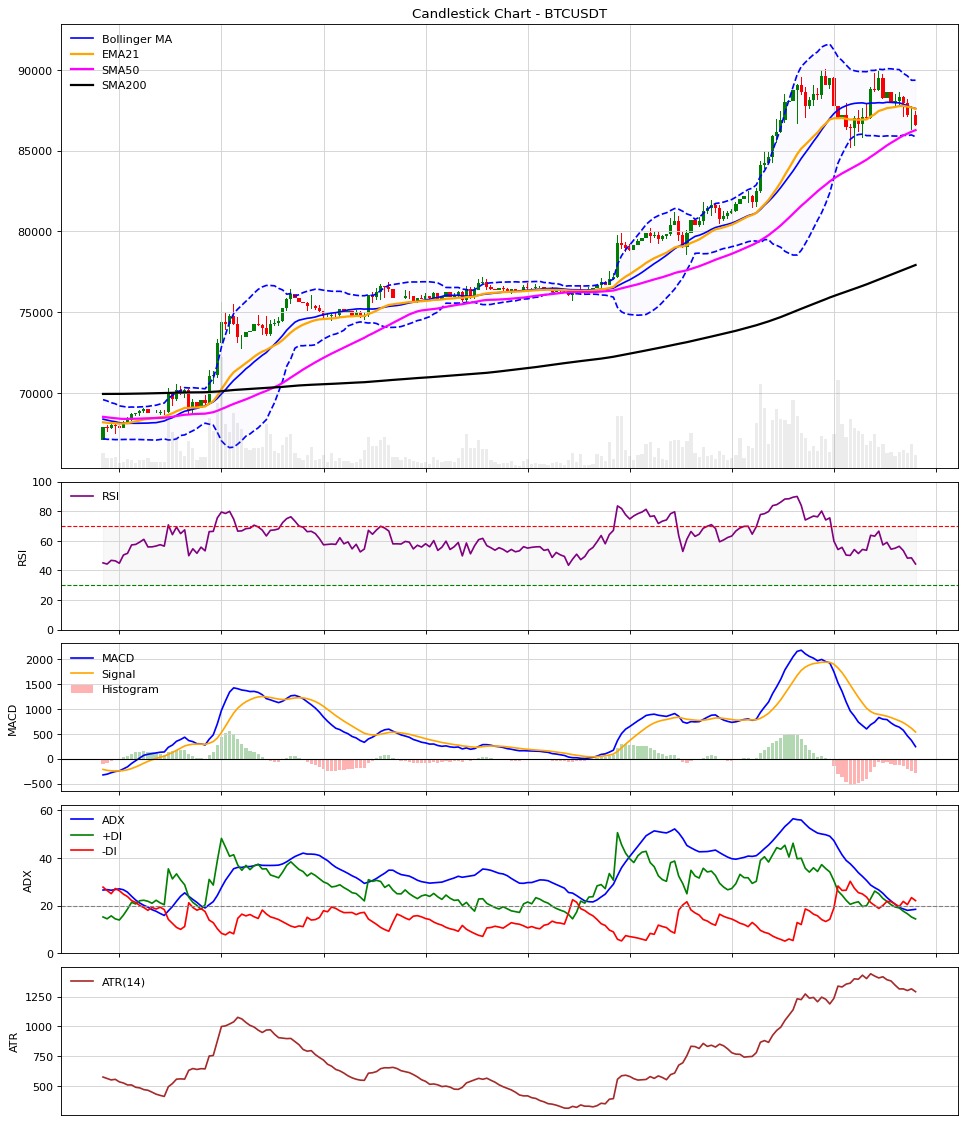 Candlestick Chart - BTCUSDT
Bollinger MA
EMA21
SMA50
SMA200
90000
85000
80000
75000
70000
RSI
100
80
60
40
20
0
RSI
MACD
Signal
Histogram
2000
1500
1000
500
0
−500
MACD
ADX
+DI
-DI
60
40
20
0
ADX
ATR(14)
1250
1000
750
500
ATR